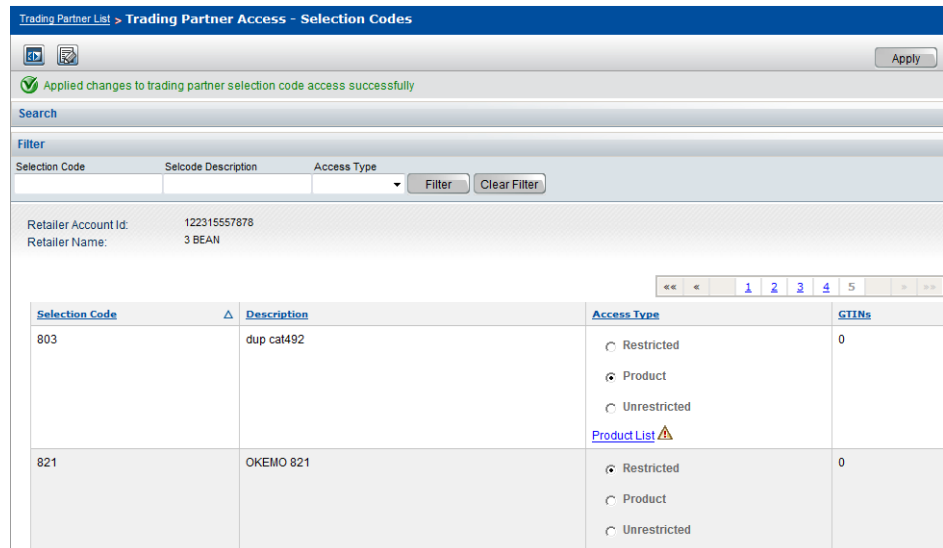 Trading Partner List > Trading Partner Access - Selection Codes
Apply
Applied changes to trading partner selection code access successfully
Search
Filter
Selection Code Selcode Description Access Type
Filter Clear Filter
Retailer Account Id: 122315557878
Retailer Name: 3 BEAN
«« « 1 2 3 4 5 » »»
Selection Code Description Access Type GTINs
803 dup cat492 Restricted 0
Product
Unrestricted
Product List
821 OKEMO 821 Restricted 0
Product
Unrestricted